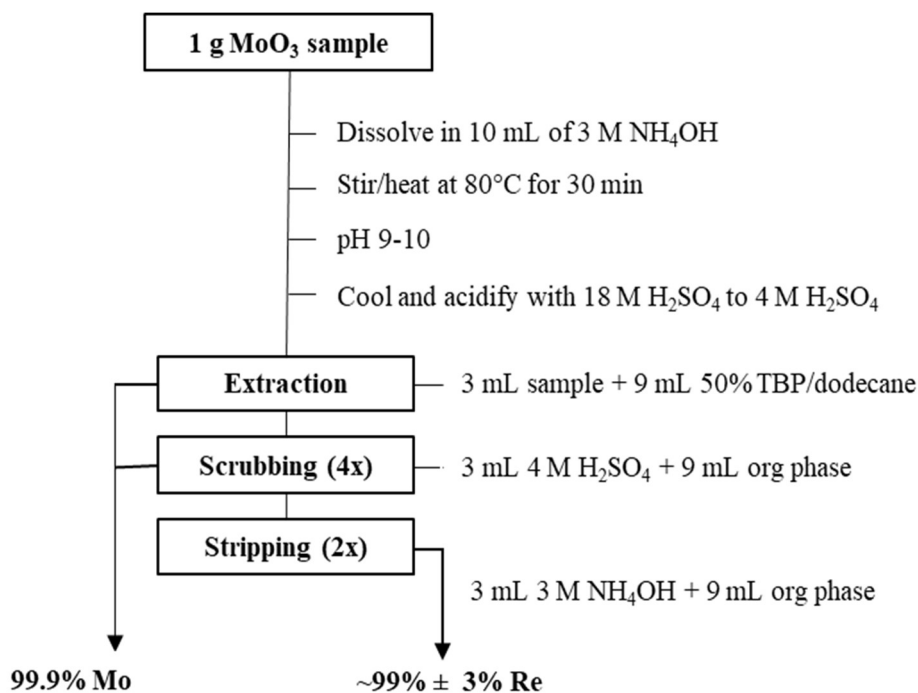 1 g MoO₃ sample
Dissolve in 10 mL of 3 M NH₄OH
Stir/heat at 80°C for 30 min
pH 9-10
Cool and acidify with 18 M H₂SO₄ to 4 M H₂SO₄
Extraction
3 mL sample + 9 mL 50% TBP/dodecane
Scrubbing (4x)
3 mL 4 M H₂SO₄ + 9 mL org phase
Stripping (2x)
3 mL 3 M NH₄OH + 9 mL org phase
99.9% Mo
~99% ± 3% Re